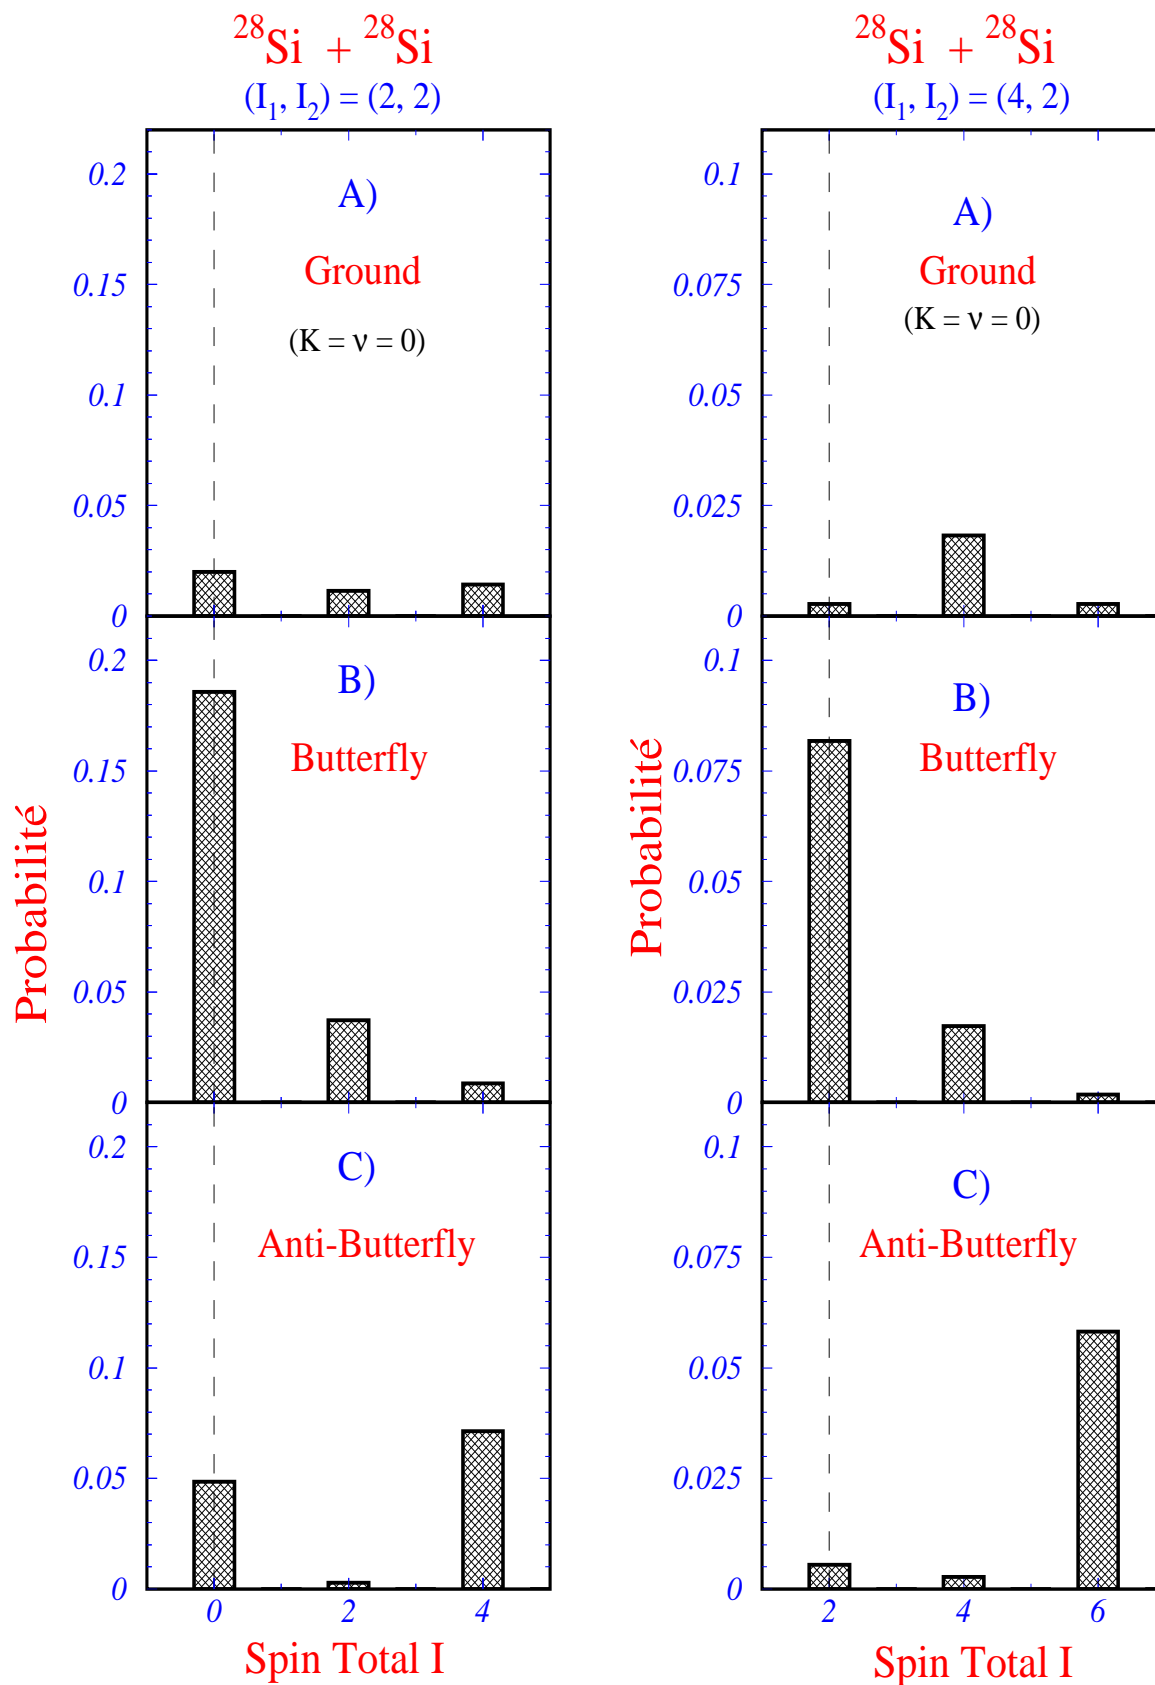 ²⁸Si + ²⁸Si
(I₁, I₂) = (2, 2)
0.2
0.15
0.1
0.05
0
A)
Ground
(K = ν = 0)
0.2
0.15
0.1
0.05
0
B)
Butterfly
0.2
0.15
0.1
0.05
0
C)
Anti-Butterfly
0 2 4
Spin Total I
Probabilité
²⁸Si + ²⁸Si
(I₁, I₂) = (4, 2)
0.1
0.075
0.05
0.025
0
A)
Ground
(K = ν = 0)
0.1
0.075
0.05
0.025
0
B)
Butterfly
0.1
0.075
0.05
0.025
0
C)
Anti-Butterfly
2 4 6
Spin Total I
Probabilité